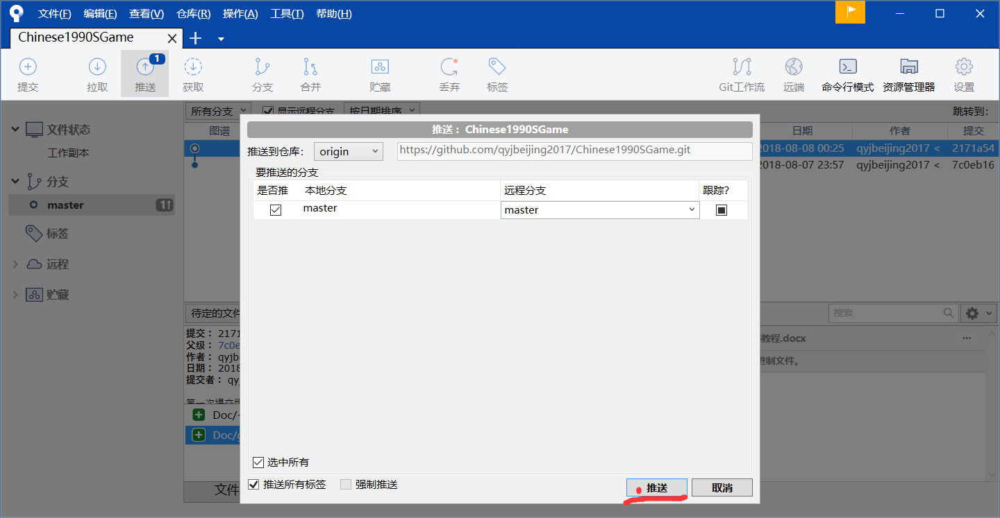 文件(F) 编辑(E) 查看(V) 仓库(R) 操作(A) 工具(T) 帮助(H)
Chinese1990SGame
1
提交 拉取 推送 获取 分支 合并 贮藏 丢弃 标签 Git工作流 远端 命令行模式 资源管理器 设置
所有分支 显示远程分支 按日期排序 跳转到:
文件状态
工作副本
分支
master 1↑
标签
远程
贮藏
图谱 日期 作者 提交
2018-08-08 00:25 qyjbeijing2017 < 2171a54
2018-08-07 23:57 qyjbeijing2017 <. 7c0eb16
推送 : Chinese1990SGame
推送到仓库: origin https://github.com/qyjbeijing2017/Chinese1990SGame.git
要推送的分支
是否推 本地分支 远程分支 跟踪?
master master
选中所有
推送所有标签 强制推送
推送 取消
待定的文件
搜索
提交: 2171
父级: 7c0e
作者: qyjb
日期: 2018
提交者: qy
第一次提交
Doc/
Doc/
文件
教程.docx
进制文件。